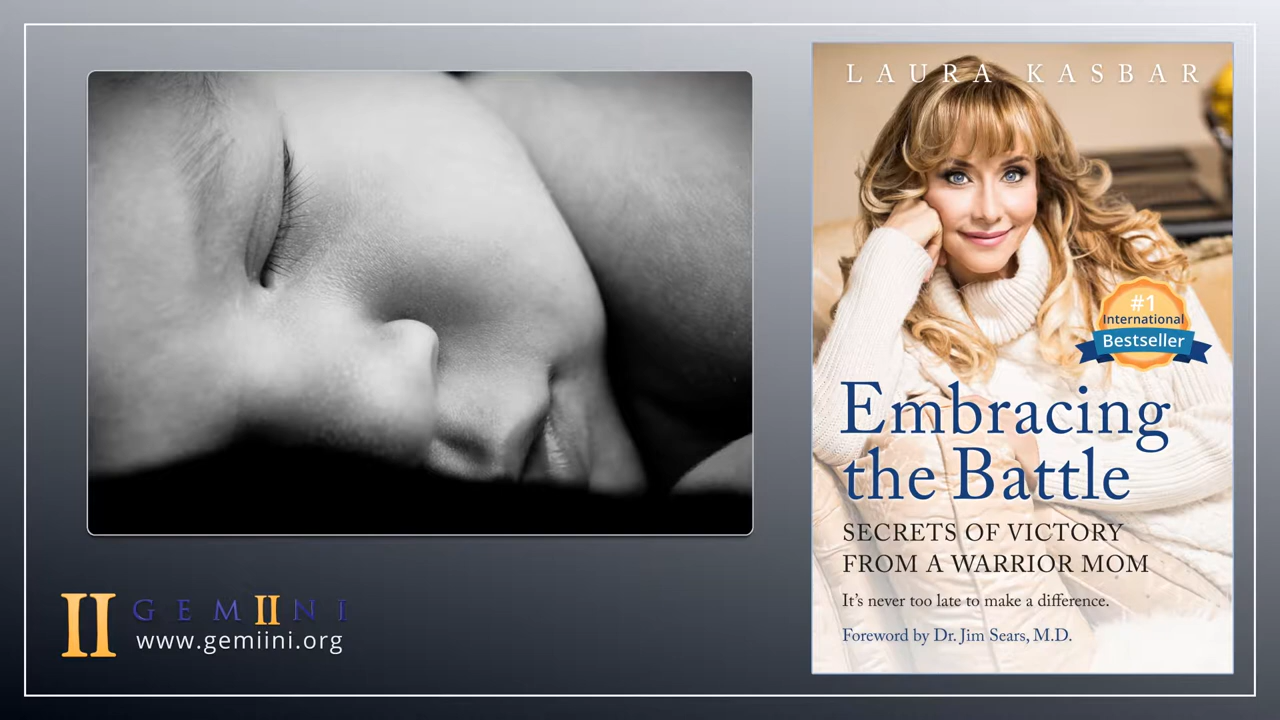 LAURA KASBAR
#1
International
Bestseller
Embracing
the Battle
SECRETS OF VICTORY
FROM A WARRIOR MOM
It's never too late to make a difference.
Foreword by Dr. Jim Sears, M.D.
II GEMIINI
www.gemiini.org